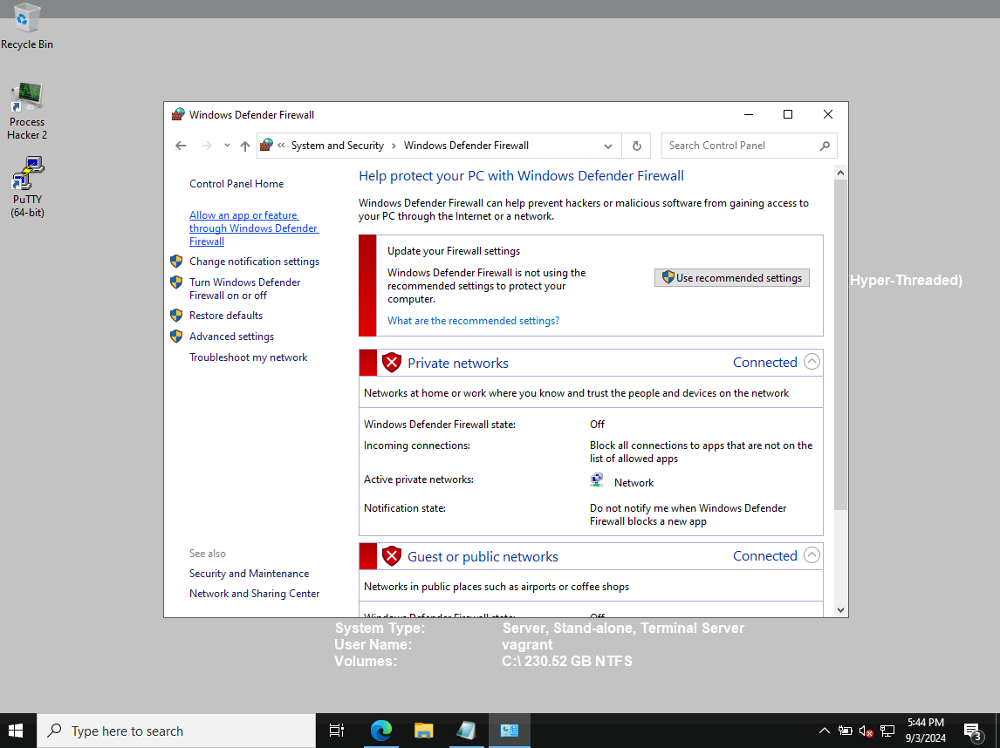 Recycle Bin
Process
Hacker 2
PuTTY
(64-bit)
Windows Defender Firewall
« System and Security › Windows Defender Firewall
Search Control Panel
Control Panel Home
Allow an app or feature
through Windows Defender
Firewall
Change notification settings
Turn Windows Defender
Firewall on or off
Restore defaults
Advanced settings
Troubleshoot my network
See also
Security and Maintenance
Network and Sharing Center
Help protect your PC with Windows Defender Firewall
Windows Defender Firewall can help prevent hackers or malicious software from gaining access to
your PC through the Internet or a network.
Update your Firewall settings
Windows Defender Firewall is not using the
recommended settings to protect your
computer.
What are the recommended settings?
Use recommended settings
Private networks Connected
Networks at home or work where you know and trust the people and devices on the network
Windows Defender Firewall state: Off
Incoming connections: Block all connections to apps that are not on the
list of allowed apps
Active private networks: Network
Notification state: Do not notify me when Windows Defender
Firewall blocks a new app
Guest or public networks Connected
Networks in public places such as airports or coffee shops
Windows Defender Firewall state: Off
(Hyper-Threaded)
System Type: Server, Stand-alone, Terminal Server
User Name: vagrant
Volumes: C:\ 230.52 GB NTFS
Type here to search
5:44 PM
9/3/2024
3